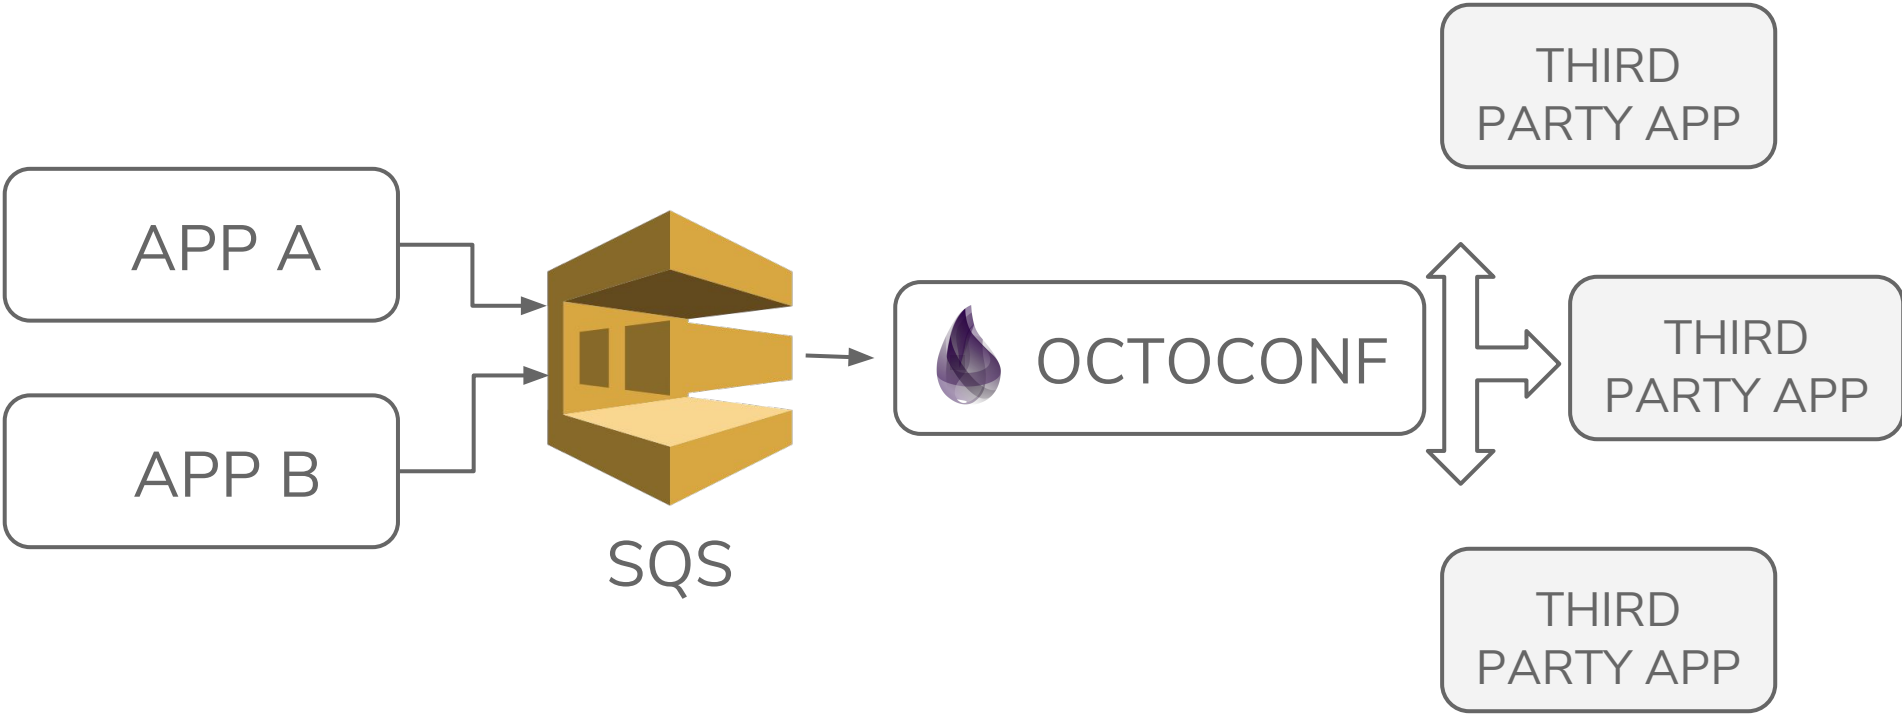 APP A
APP B
SQS
OCTOCONF
THIRD
PARTY APP
THIRD
PARTY APP
THIRD
PARTY APP